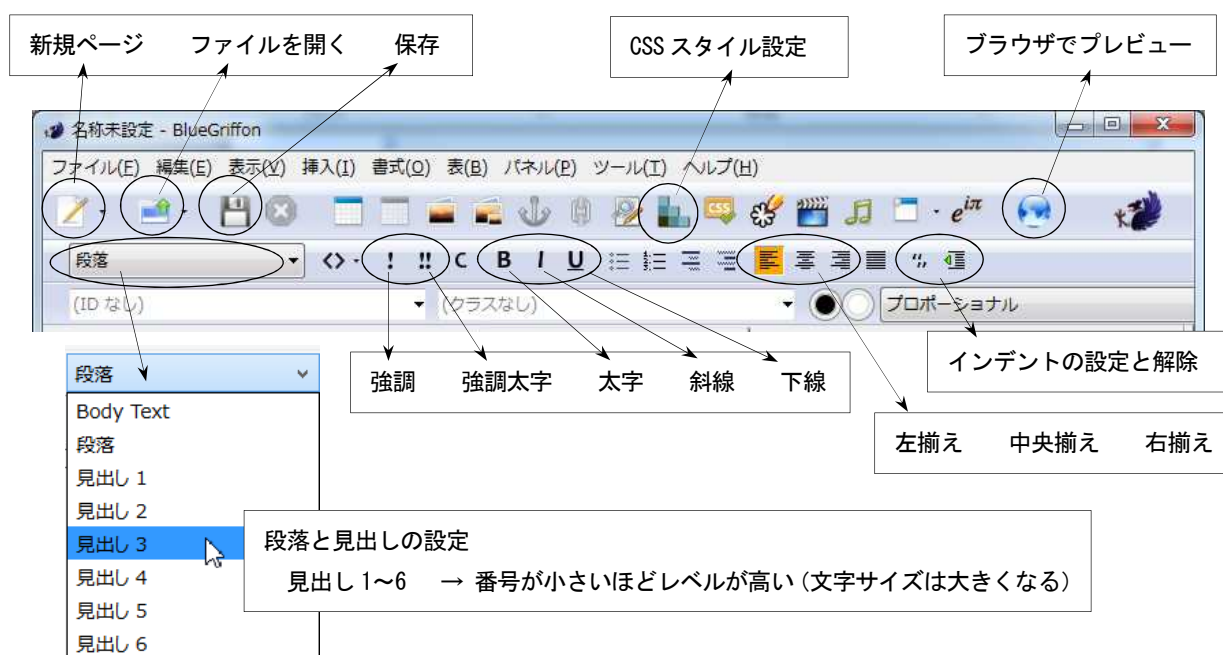 新規ページ ファイルを開く 保存
CSS スタイル設定
ブラウザでプレビュー
名称未設定 - BlueGriffon
ファイル(F) 編集(E) 表示(V) 挿入(I) 書式(O) 表(B) パネル(P) ツール(T) ヘルプ(H)
CSS
eiπ
段落
! !! C B I U
(ID なし)
(クラスなし)
プロポーショナル
強調 強調太字 太字 斜線 下線
インデントの設定と解除
左揃え 中央揃え 右揃え
段落
Body Text
段落
見出し 1
見出し 2
見出し 3
見出し 4
見出し 5
見出し 6
段落と見出しの設定
見出し 1～6 → 番号が小さいほどレベルが高い(文字サイズは大きくなる)